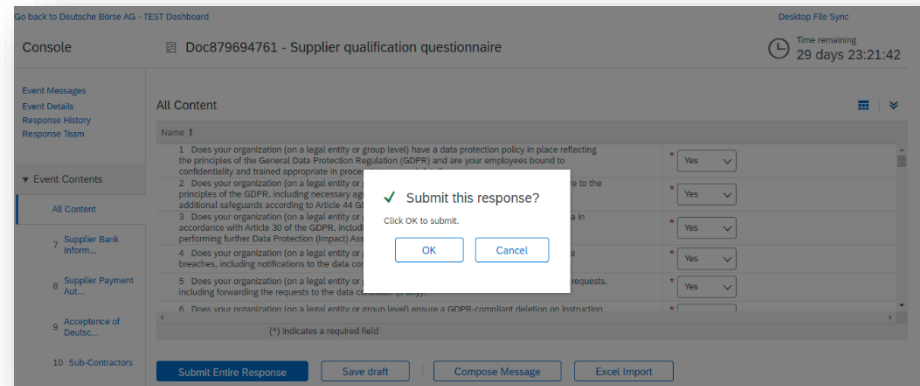 Go back to Deutsche Börse AG - TEST Dashboard
Desktop File Sync
Console
Doc879694761 - Supplier qualification questionnaire
Time remaining
29 days 23:21:42
Event Messages
Event Details
Response History
Response Team
Event Contents
All Content
7 Supplier Bank Inform...
8 Supplier Payment Aut...
9 Acceptance of Deutsc...
10 Sub-Contractors
All Content
Name ↑
1 Does your organization (on a legal entity or group level) have a data protection policy in place reflecting
the principles of the General Data Protection Regulation (GDPR) and are your employees bound to
confidentiality and trained appropriate in proce
* Yes
2 Does your organization (on a legal entity or e to the
principles of the GDPR, including necessary ag
additional safeguards according to Article 44 G
* Yes
3 Does your organization (on a legal entity or a in
accordance with Article 30 of the GDPR, includi
performing further Data Protection (Impact) Ass
* Yes
4 Does your organization (on a legal entity or a
breaches, including notifications to the data con
* Yes
5 Does your organization (on a legal entity or requests,
including forwarding the requests to the data
* Yes
6 Does your organization (on a legal entity or group level) ensure a GDPR-compliant deletion on instruction
*
(*) indicates a required field
Submit this response?
Click OK to submit.
OK
Cancel
Submit Entire Response
Save draft
Compose Message
Excel Import